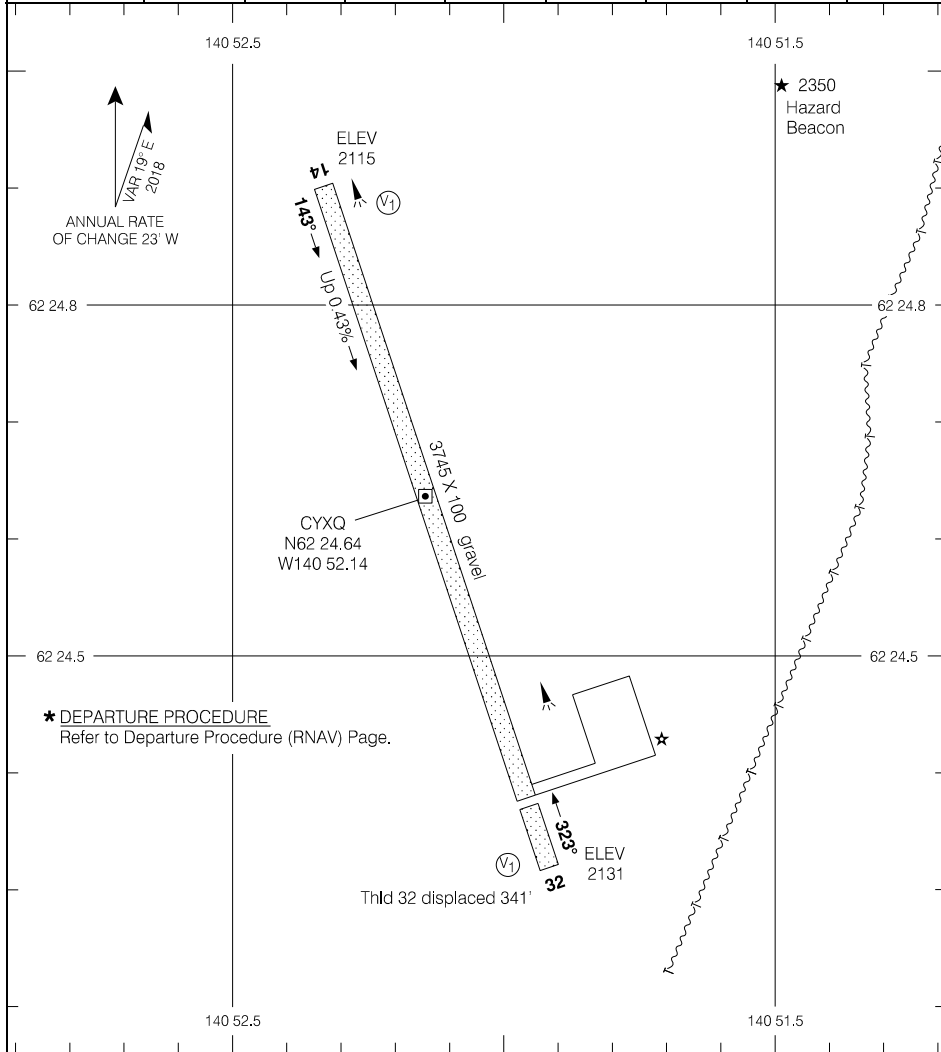 140 52.5
140 51.5
2350
Hazard
Beacon
ELEV
2115
VAR 19° E
2018
14
V1
ANNUAL RATE
OF CHANGE 23' W
143°
62 24.8
62 24.8
Up 0.43%
3745 X 100 gravel
CYXQ
N62 24.64
W140 52.14
62 24.5
62 24.5
* DEPARTURE PROCEDURE
Refer to Departure Procedure (RNAV) Page.
323°
ELEV
2131
V1
32
Thld 32 displaced 341'
140 52.5
140 51.5